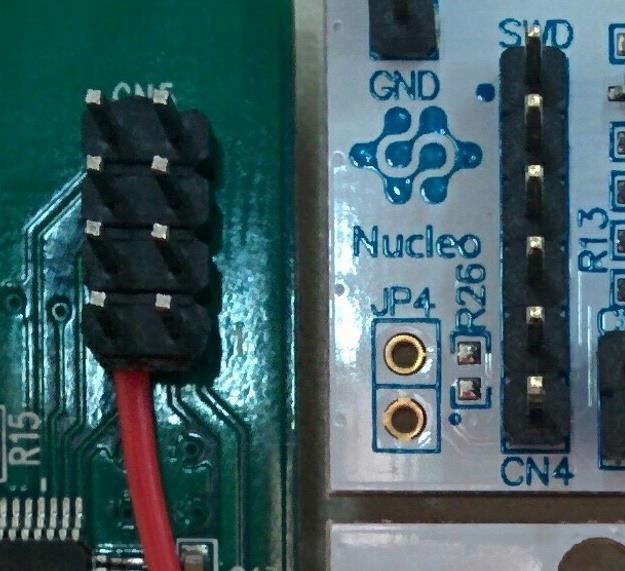 CN5
R15
SWD
GND
Nucleo
R13
JP4
R26
CN4